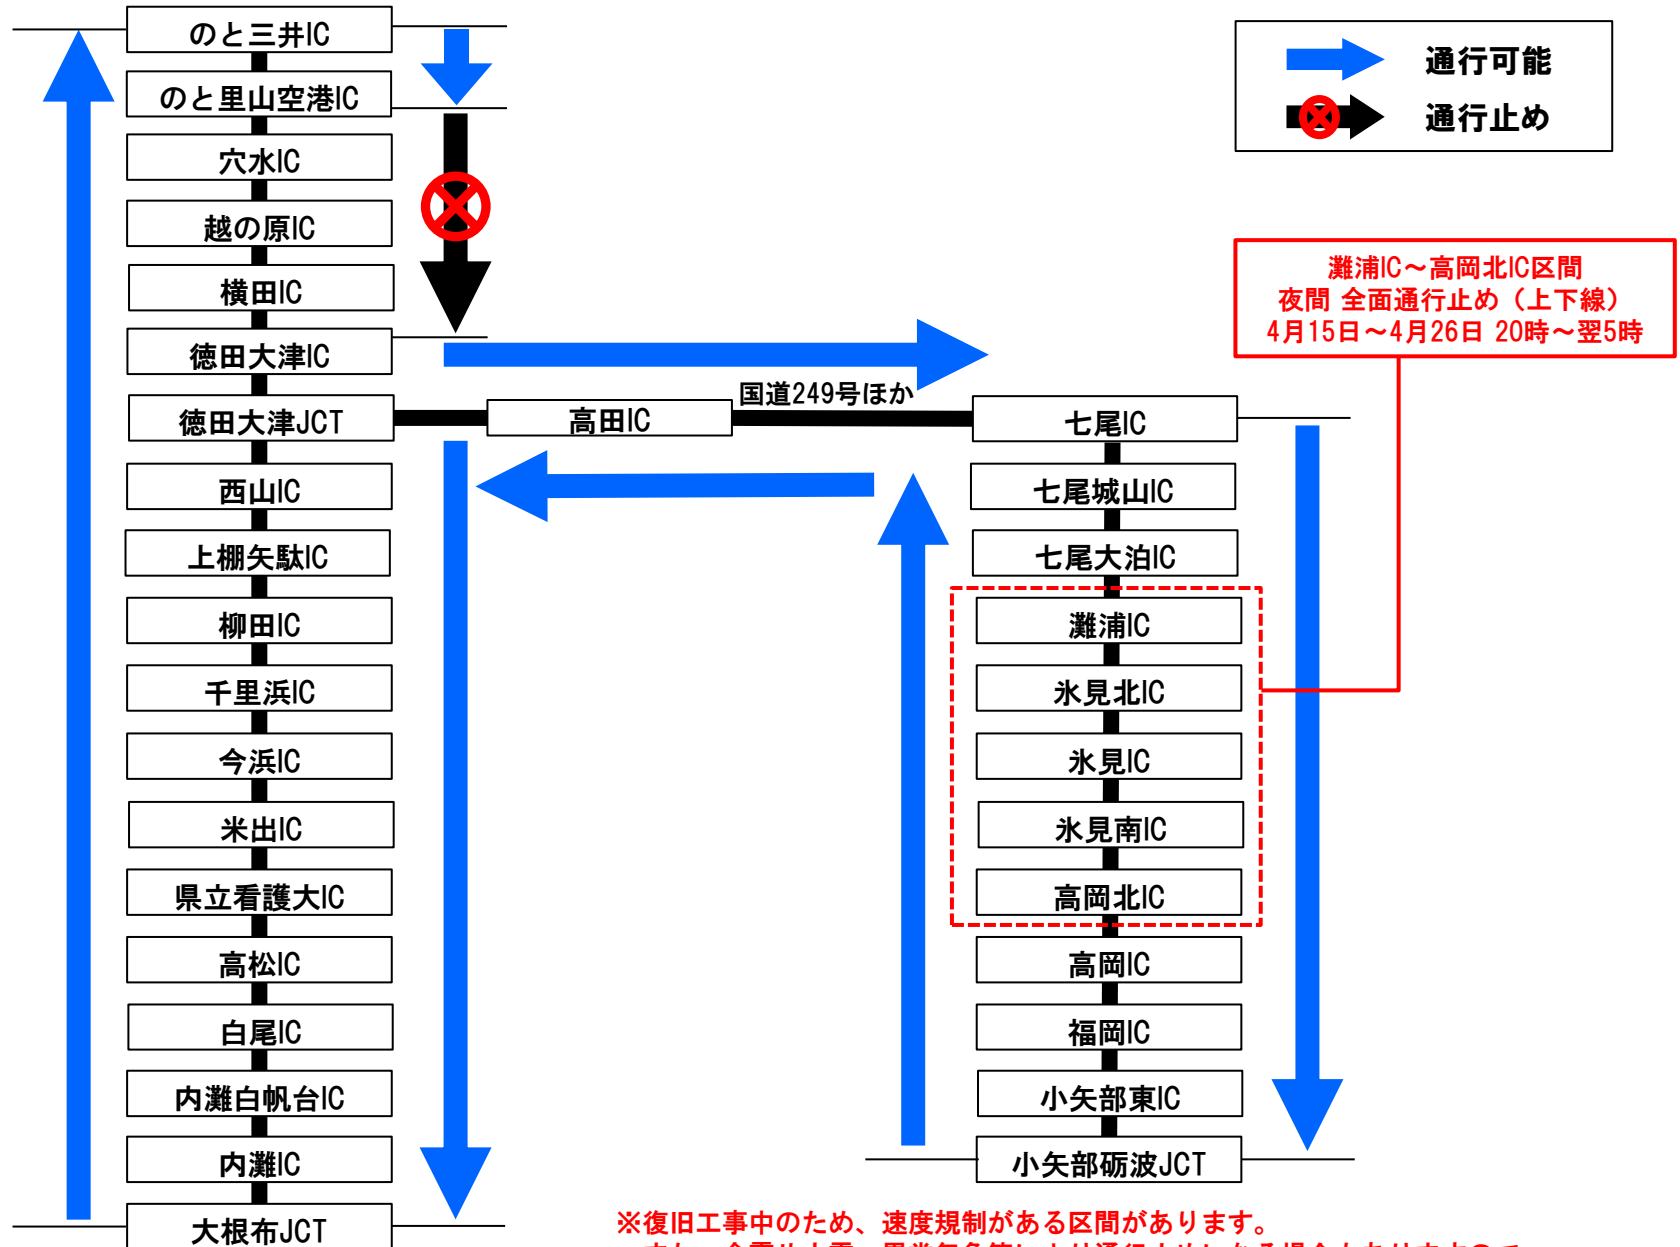 のと三井IC
のと里山空港IC
穴水IC
越の原IC
横田IC
徳田大津IC
徳田大津JCT
西山IC
上棚矢駄IC
柳田IC
千里浜IC
今浜IC
米出IC
県立看護大IC
高松IC
白尾IC
内灘白帆台IC
内灘IC
大根布JCT
高田IC
国道249号ほか
七尾IC
七尾城山IC
七尾大泊IC
灘浦IC
氷見北IC
氷見IC
氷見南IC
高岡北IC
高岡IC
福岡IC
小矢部東IC
小矢部砺波JCT
通行可能
通行止め
灘浦IC～高岡北IC区間
夜間 全面通行止め（上下線）
4月15日～4月26日 20時～翌5時
※復旧工事中のため、速度規制がある区間があります。